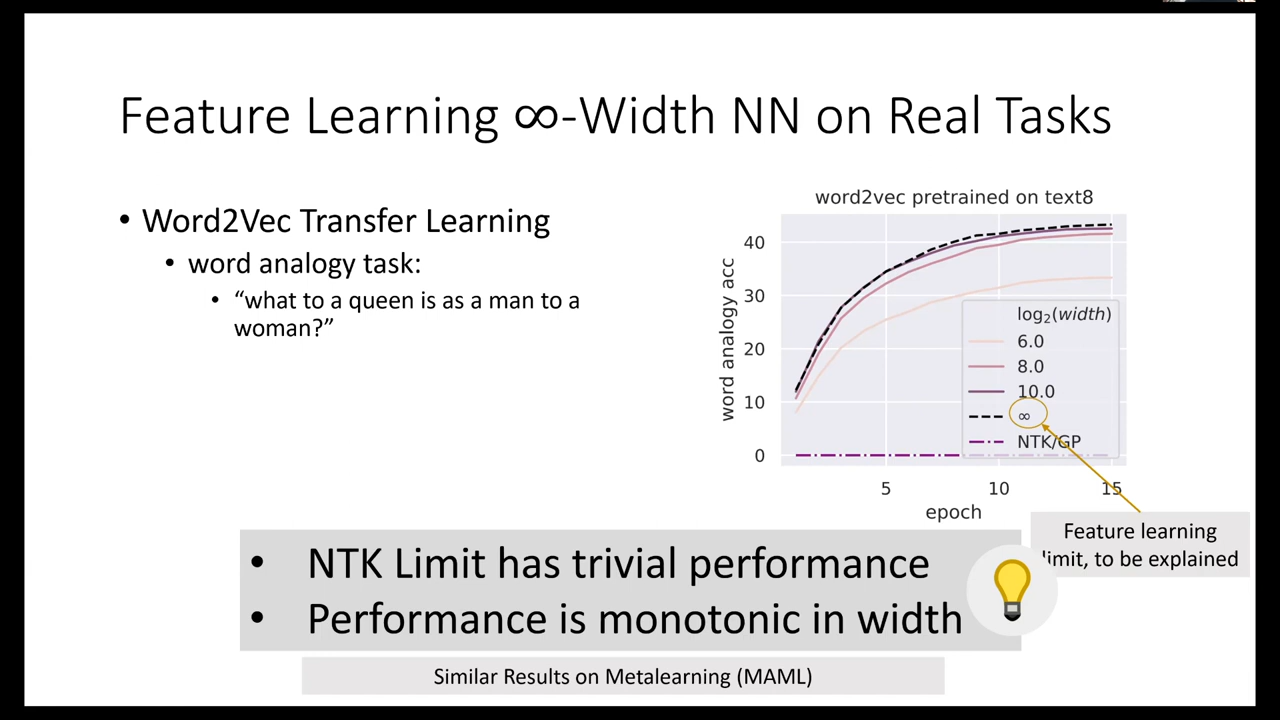 Feature Learning ∞-Width NN on Real Tasks
• Word2Vec Transfer Learning
• word analogy task:
• “what to a queen is as a man to a
woman?”
word2vec pretrained on text8
word analogy acc
40
30
20
10
0
log₂(width)
6.0
8.0
10.0
∞
NTK/GP
5
10
15
epoch
Feature learning
limit, to be explained
• NTK Limit has trivial performance
• Performance is monotonic in width
Similar Results on Metalearning (MAML)